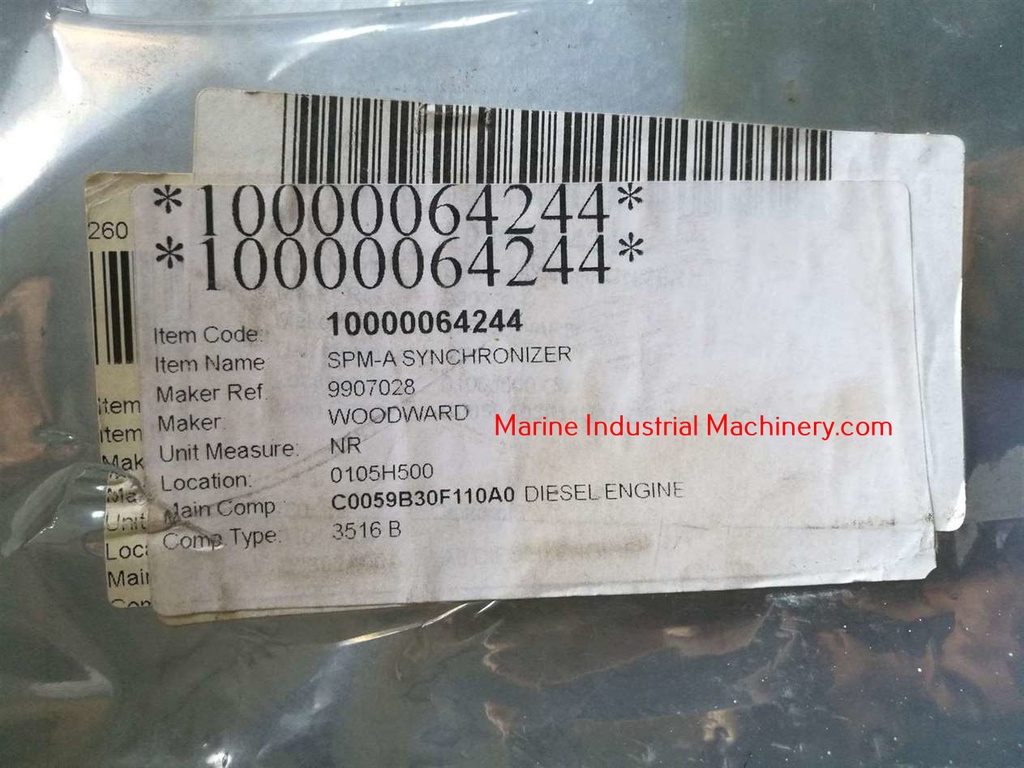 *10000064244*
*10000064244*
260
Item Code: 10000064244
Item Name SPM-A SYNCHRONIZER
Maker Ref. 9907028
Maker: WOODWARD
Unit Measure: NR
Location: 0105H500
Main Comp C0059B30F110A0 DIESEL ENGINE
Comp Type: 3516 B
Item
Item
Mak
Ma
Unit
Loca
Main
Com
Marine Industrial Machinery.com